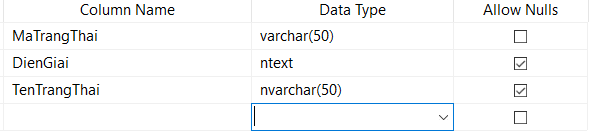 Column Name Data Type Allow Nulls
MaTrangThai varchar(50)
DienGiai ntext
TenTrangThai nvarchar(50)